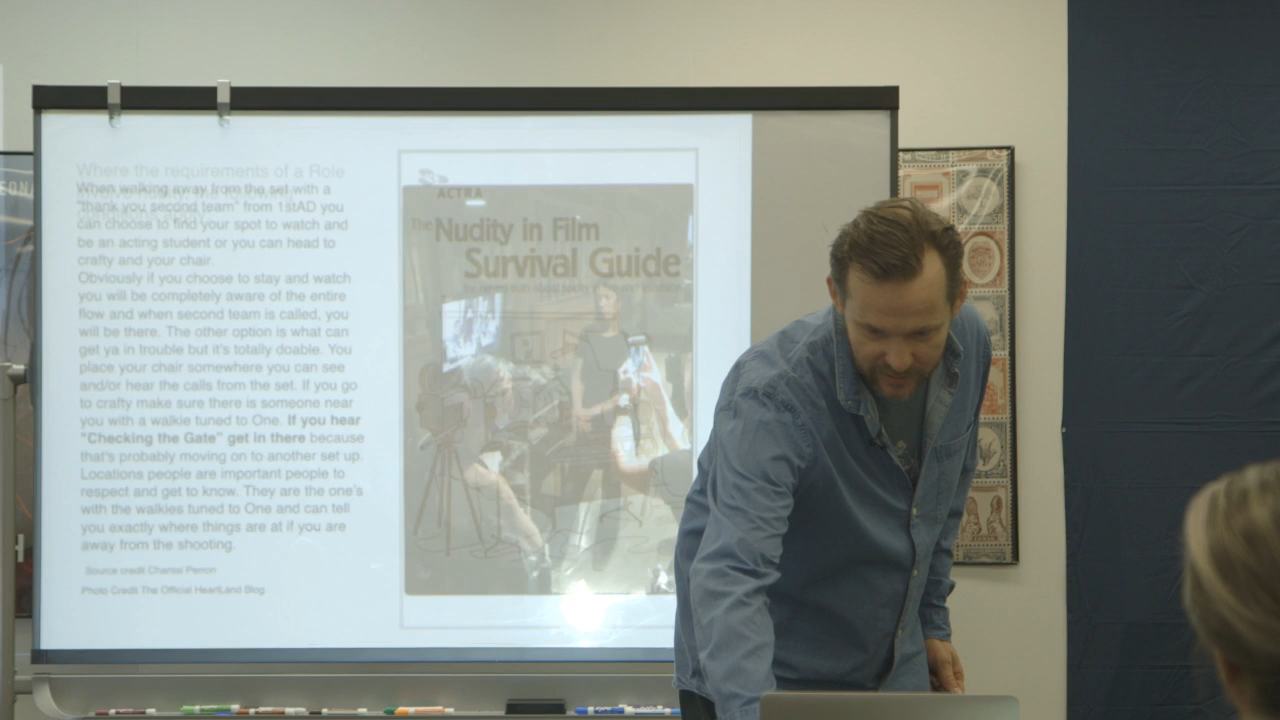 Where the requirements of a Role
When walking away from the set with a
"thank you second team" from 1stAD you
can choose to find your spot to watch and
be an acting student or you can head to
crafty and your chair.
Obviously if you choose to stay and watch
you will be completely aware of the entire
flow and when second team is called, you
will be there. The other option is what can
get ya in trouble but it's totally doable. You
place your chair somewhere you can see
and/or hear the calls from the set. If you go
to crafty make sure there is someone near
you with a walkie tuned to One. If you hear
"Checking the Gate" get in there because
that's probably moving on to another set up.
Locations people are important people to
respect and get to know. They are the one's
with the walkies tuned to One and can tell
you exactly where things are at if you are
away from the shooting.
Source credit Chantal Perron
Photo Credit The Official HeartLand Blog
ACTRA
The Nudity in Film
Survival Guide